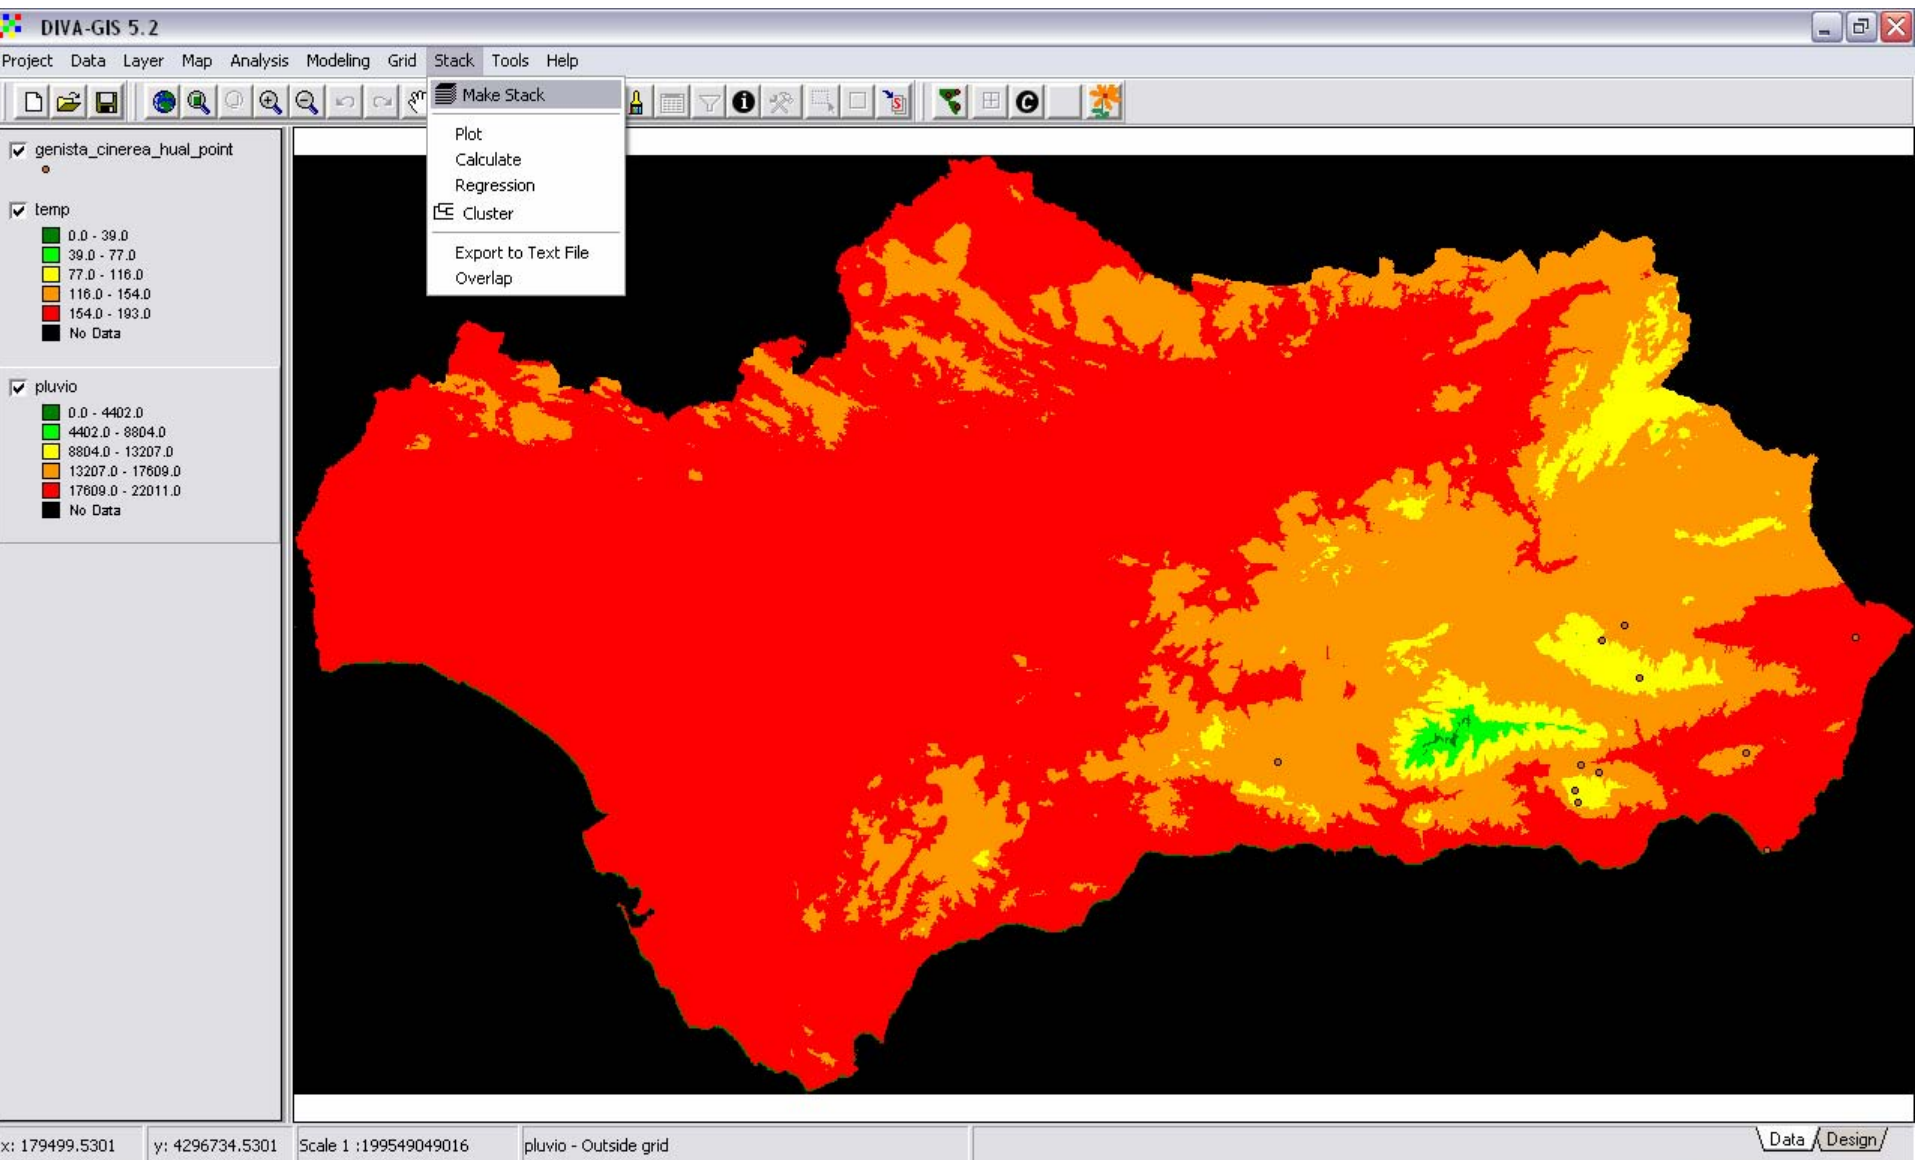 DIVA-GIS 5.2
Project Data Layer Map Analysis Modeling Grid Stack Tools Help
Make Stack
Plot
Calculate
Regression
Cluster
Export to Text File
Overlap
genista_cinerea_hual_point
temp
0.0 - 39.0
39.0 - 77.0
77.0 - 116.0
116.0 - 154.0
154.0 - 193.0
No Data
pluvio
0.0 - 4402.0
4402.0 - 8804.0
8804.0 - 13207.0
13207.0 - 17609.0
17609.0 - 22011.0
No Data
x: 179499.5301 y: 4296734.5301 Scale 1 :199549049016 pluvio - Outside grid Data Design